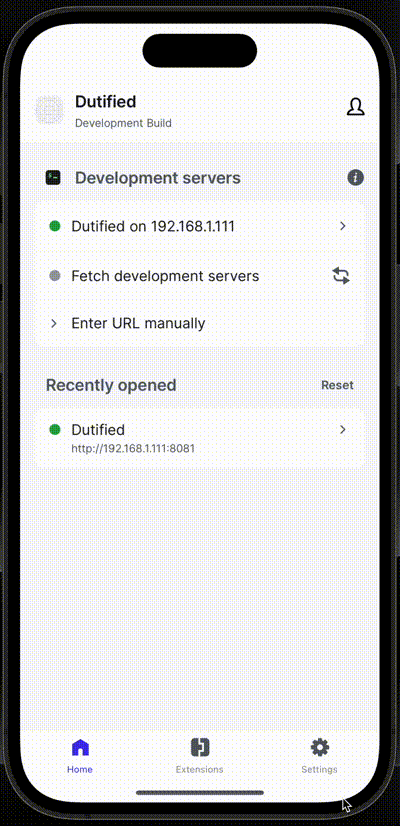 Dutified
Development Build
Development servers
Dutified on 192.168.1.111
Fetch development servers
Enter URL manually
Recently opened
Reset
Dutified
http://192.168.1.111:8081
Home
Extensions
Settings